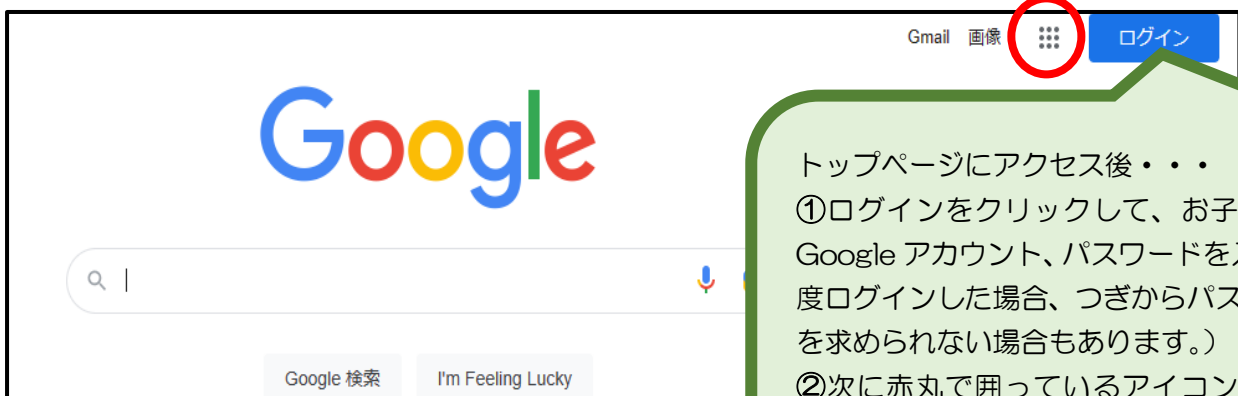 Gmail 画像 ログイン
Google
トップページにアクセス後・・・
①ログインをクリックして、お子
Google アカウント、パスワードを
度ログインした場合、つぎからパス
を求められない場合もあります。）
②次に赤丸で囲っているアイコン
Google 検索 I'm Feeling Lucky